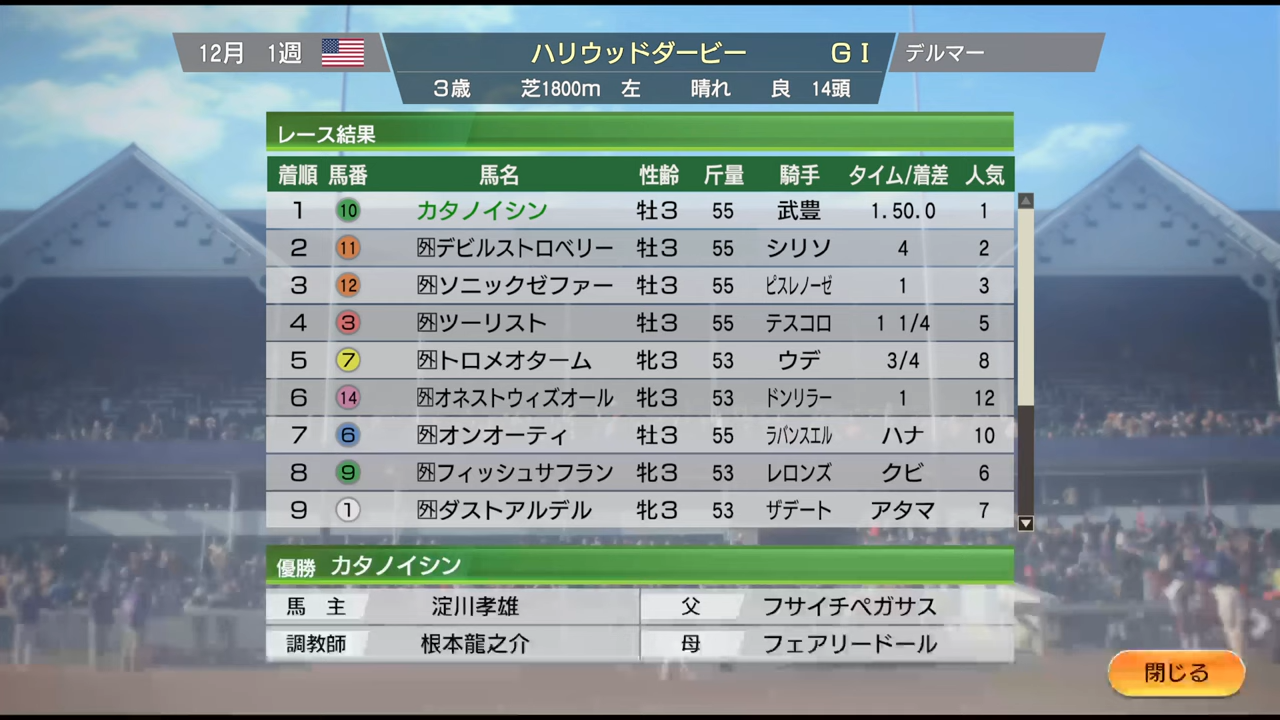 12月 1週 ハリウッドダービー GⅠ デルマー
3歳 芝1800m 左 晴れ 良 14頭
レース結果
着順 馬番 馬名 性齢 斤量 騎手 タイム/着差 人気
1 10 カタノイシン 牡3 55 武豊 1.50.0 1
2 11 外デビルストロベリー 牡3 55 シリソ 4 2
3 12 外ソニックゼファー 牡3 55 ピスレノーゼ 1 3
4 3 外ツーリスト 牡3 55 テスコロ 1 1/4 5
5 7 外トロメオターム 牝3 53 ウデ 3/4 8
6 14 外オネストウィズオール 牝3 53 ドンリラー 1 12
7 6 外オンオーティ 牡3 55 ラバンスエル ハナ 10
8 9 外フィッシュサフラン 牝3 53 レロンズ クビ 6
9 1 外ダストアルデル 牝3 53 ザデート アタマ 7
優勝 カタノイシン
馬主 淀川孝雄 父 フサイチペガサス
調教師 根本龍之介 母 フェアリードール
閉じる